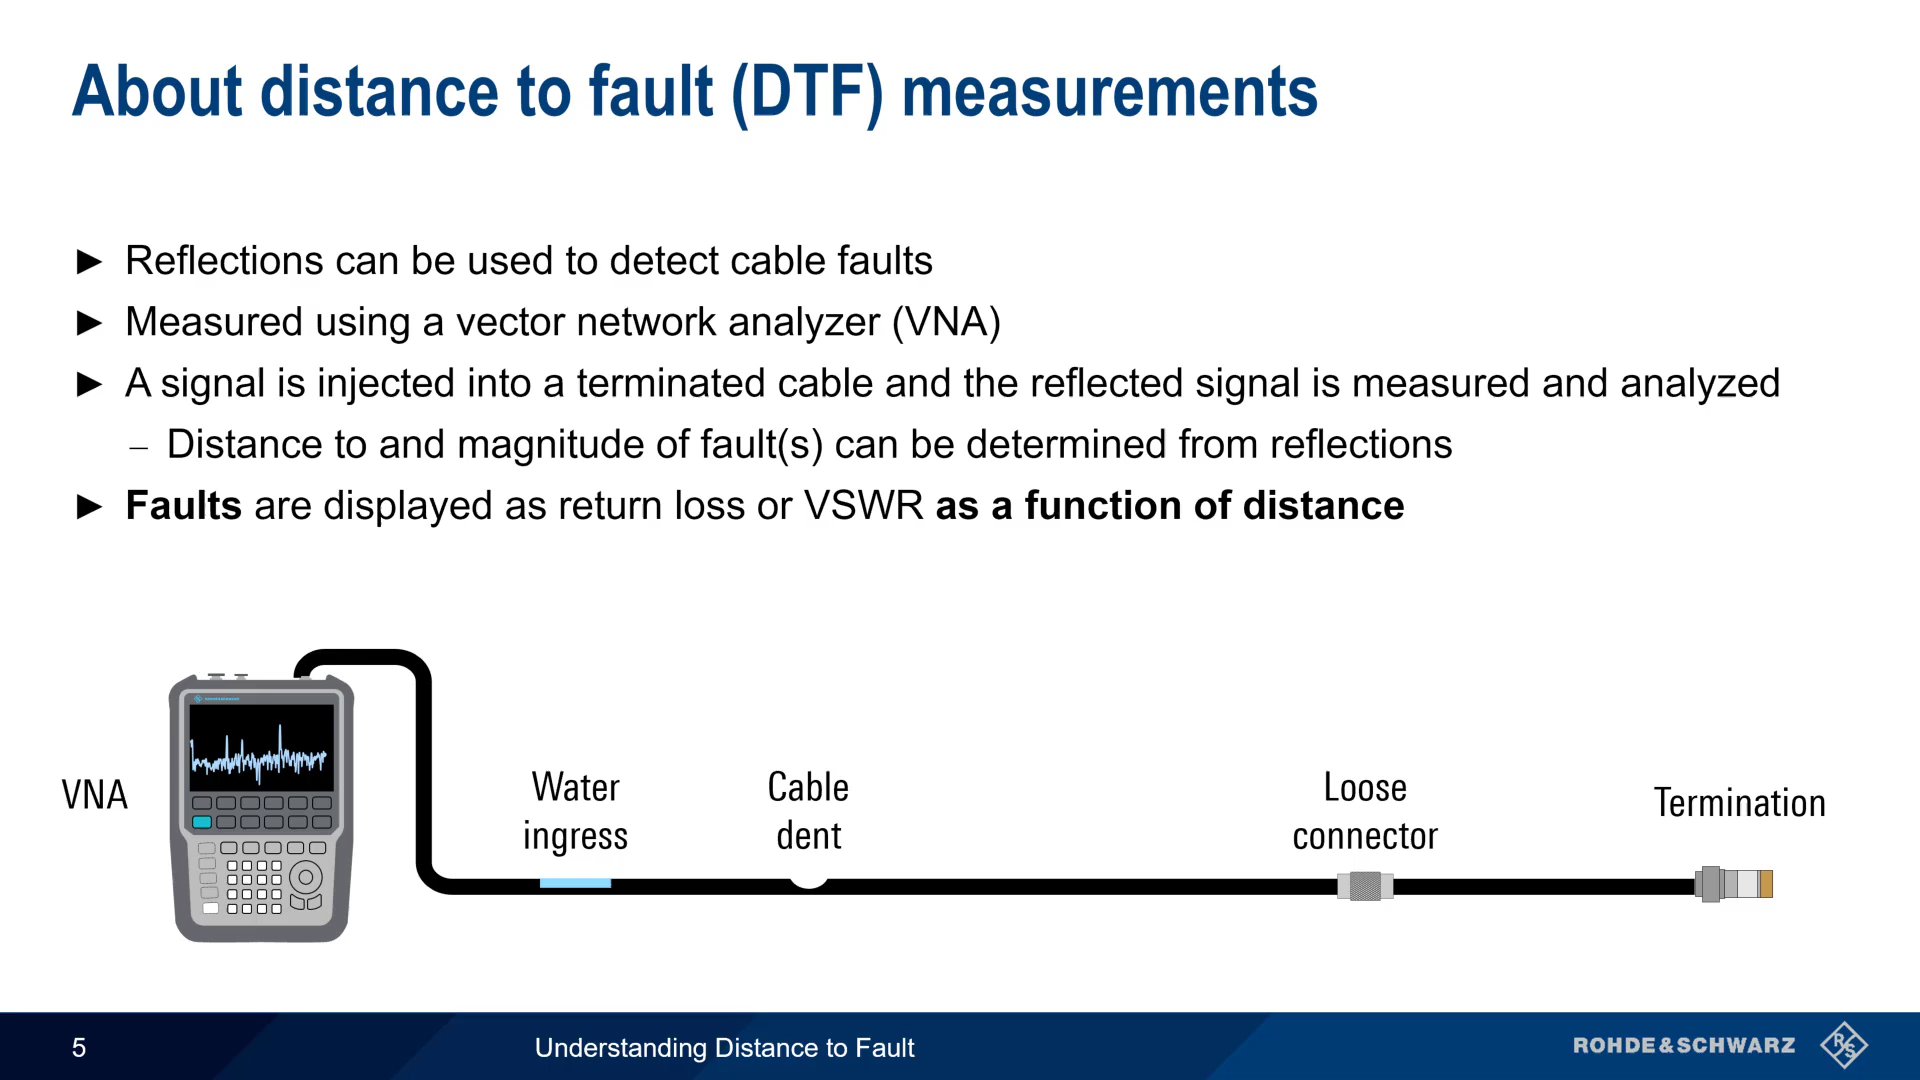 About distance to fault (DTF) measurements
► Reflections can be used to detect cable faults
► Measured using a vector network analyzer (VNA)
► A signal is injected into a terminated cable and the reflected signal is measured and analyzed
– Distance to and magnitude of fault(s) can be determined from reflections
► Faults are displayed as return loss or VSWR as a function of distance
VNA
Water
ingress
Cable
dent
Loose
connector
Termination
5
Understanding Distance to Fault
ROHDE&SCHWARZ
R&S